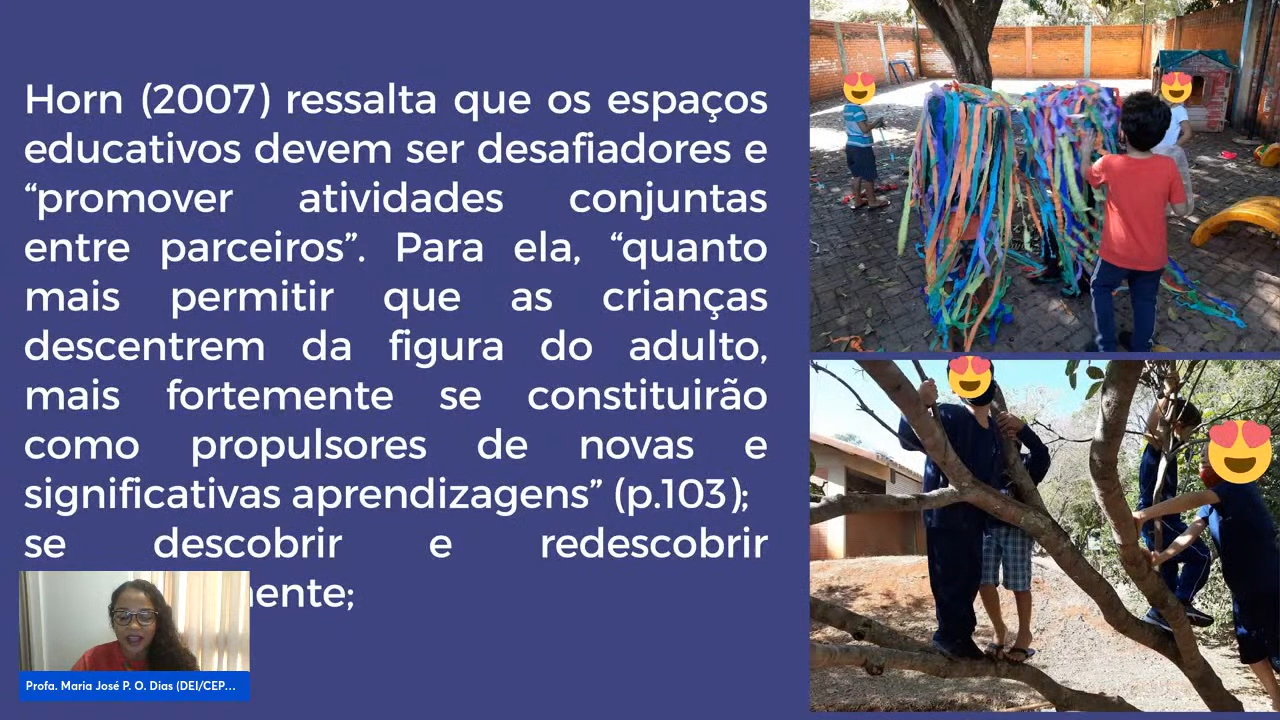 Horn (2007) ressalta que os espaços
educativos devem ser desafiadores e
“promover atividades conjuntas
entre parceiros”. Para ela, “quanto
mais permitir que as crianças
descentrem da figura do adulto,
mais fortemente se constituirão
como propulsores de novas e
significativas aprendizagens” (p.103);
se descobrir e redescobrir
mente;
Profa. Maria José P. O. Dias (DEI/CEP...